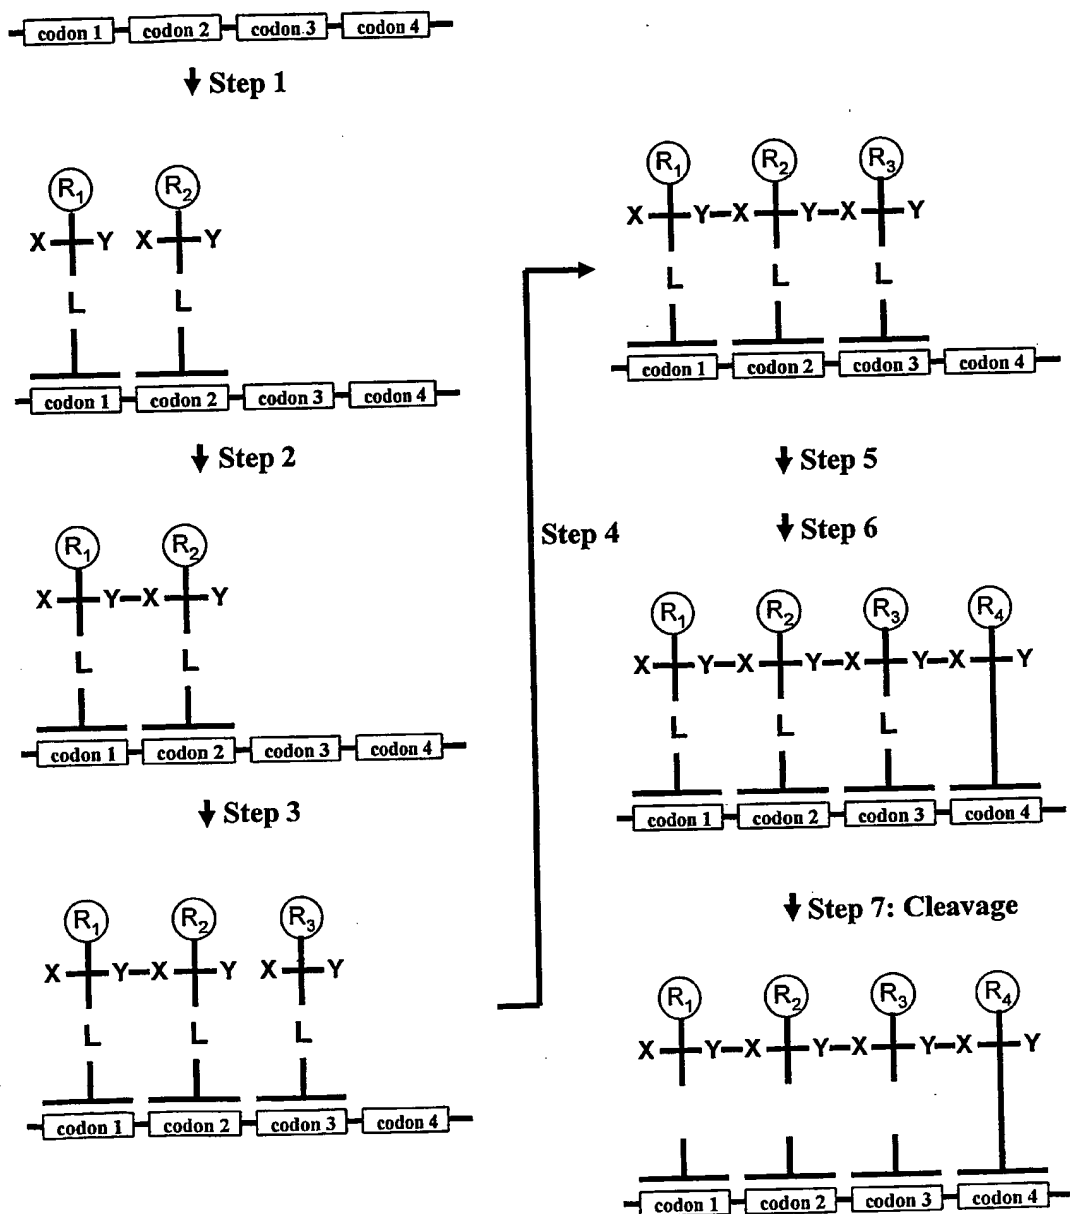 codon 1 codon 2 codon 3 codon 4
Step 1
R1 R2
X Y X Y
L L
codon 1 codon 2 codon 3 codon 4
Step 2
R1 R2
X Y-X Y
L L
codon 1 codon 2 codon 3 codon 4
Step 3
R1 R2 R3
X Y-X Y X Y
L L L
codon 1 codon 2 codon 3 codon 4
Step 4
R1 R2 R3
X Y-X Y-X Y
L L L
codon 1 codon 2 codon 3 codon 4
Step 5
Step 6
R1 R2 R3 R4
X Y-X Y-X Y-X Y
L L L
codon 1 codon 2 codon 3 codon 4
Step 7: Cleavage
R1 R2 R3 R4
X Y-X Y-X Y-X Y
codon 1 codon 2 codon 3 codon 4